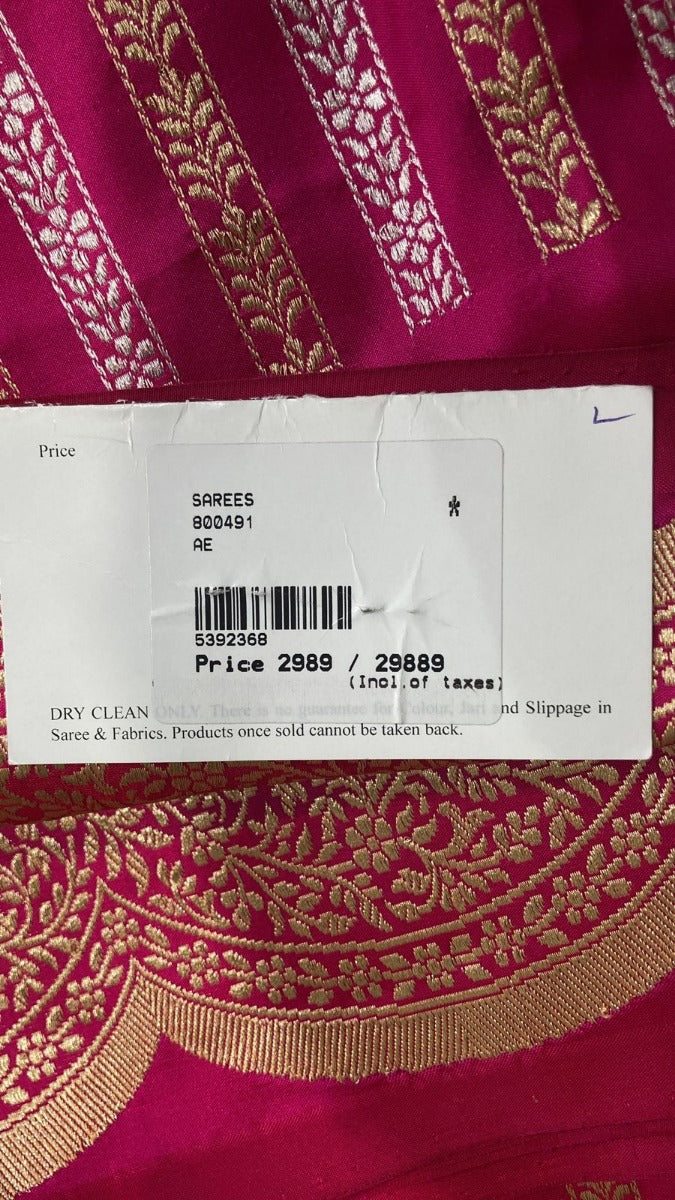 Price
SAREES *
800491
AE
5392368
Price 2989 / 29889
(Incl.of taxes)
DRY CLEAN ONLY. There is no guarantee for Colour, Jari and Slippage in
Saree & Fabrics. Products once sold cannot be taken back.